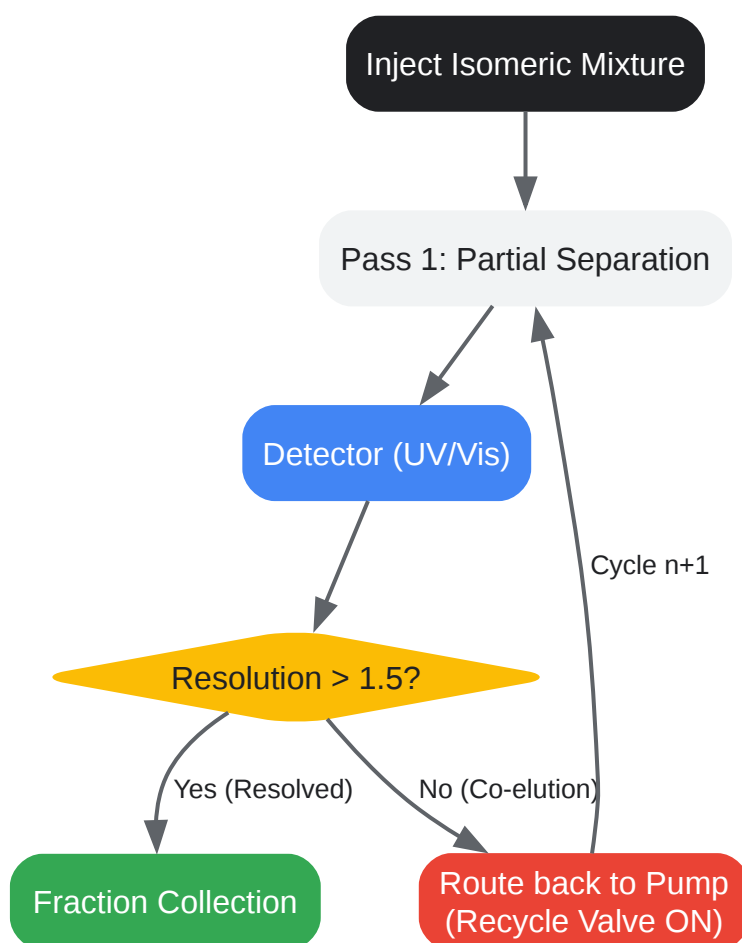 Inject Isomeric Mixture
Pass 1: Partial Separation
Detector (UV/Vis)
Cycle n+1
Resolution > 1.5?
Yes (Resolved)
No (Co-elution)
Fraction Collection
Route back to Pump
(Recycle Valve ON)